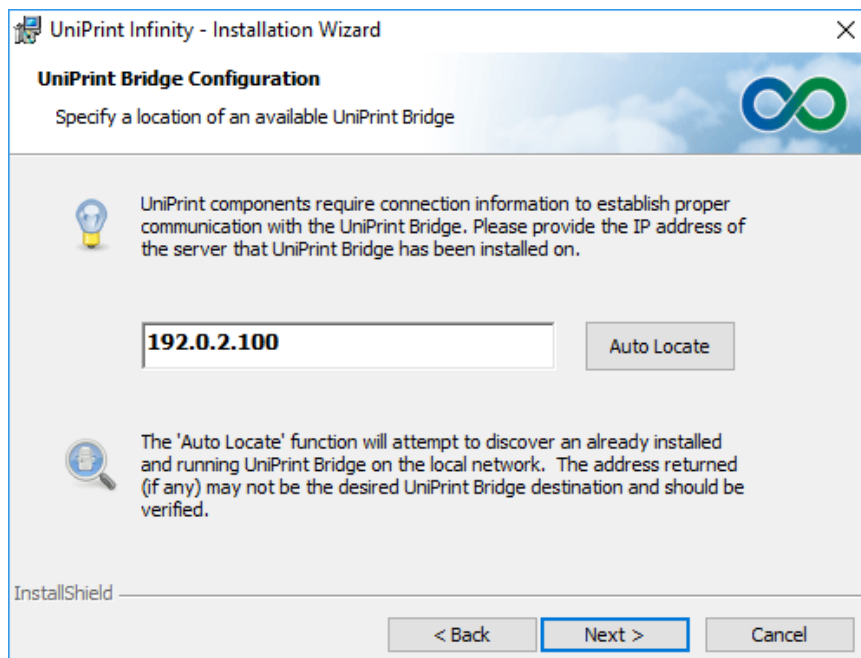 UniPrint Infinity - Installation Wizard
UniPrint Bridge Configuration
Specify a location of an available UniPrint Bridge
UniPrint components require connection information to establish proper
communication with the UniPrint Bridge. Please provide the IP address of
the server that UniPrint Bridge has been installed on.
192.0.2.100
Auto Locate
The 'Auto Locate' function will attempt to discover an already installed
and running UniPrint Bridge on the local network. The address returned
(if any) may not be the desired UniPrint Bridge destination and should be
verified.
InstallShield
< Back
Next >
Cancel